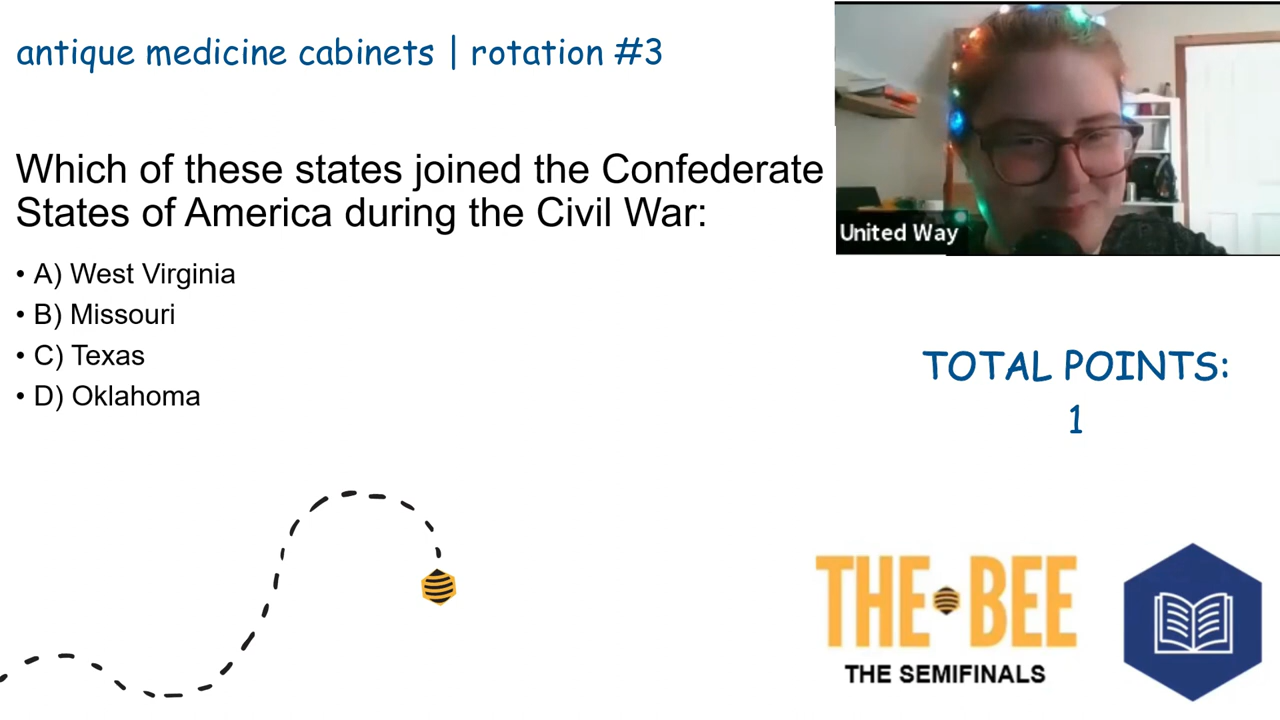 antique medicine cabinets | rotation #3
Which of these states joined the Confederate
States of America during the Civil War:
• A) West Virginia
• B) Missouri
• C) Texas
• D) Oklahoma
United Way
TOTAL POINTS:
1
THE BEE
THE SEMIFINALS